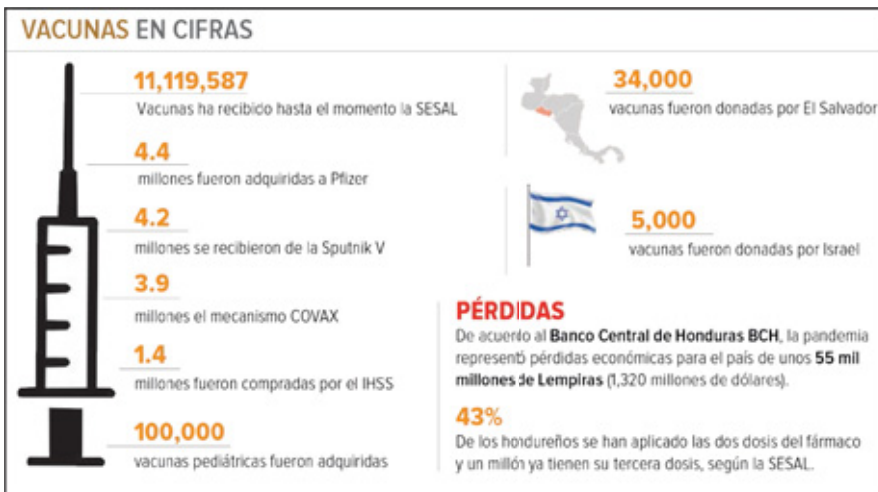 VACUNAS EN CIFRAS
11,119,587
Vacunas ha recibido hasta el momento la SESAL
4.4
millones fueron adquiridas a Pfizer
4.2
millones se recibieron de la Sputnik V
3.9
millones el mecanismo COVAX
1.4
millones fueron compradas por el IHSS
100,000
vacunas pediátricas fueron adquiridas
34,000
vacunas fueron donadas por El Salvador
5,000
vacunas fueron donadas por Israel
PÉRDIDAS
De acuerdo al Banco Central de Honduras BCH, la pandemia
representó pérdidas económicas para el país de unos 55 mil
millones de Lempiras (1,320 millones de dólares).
43%
De los hondureños se han aplicado las dos dosis del fármaco
y un millón ya tienen su tercera dosis, según la SESAL.